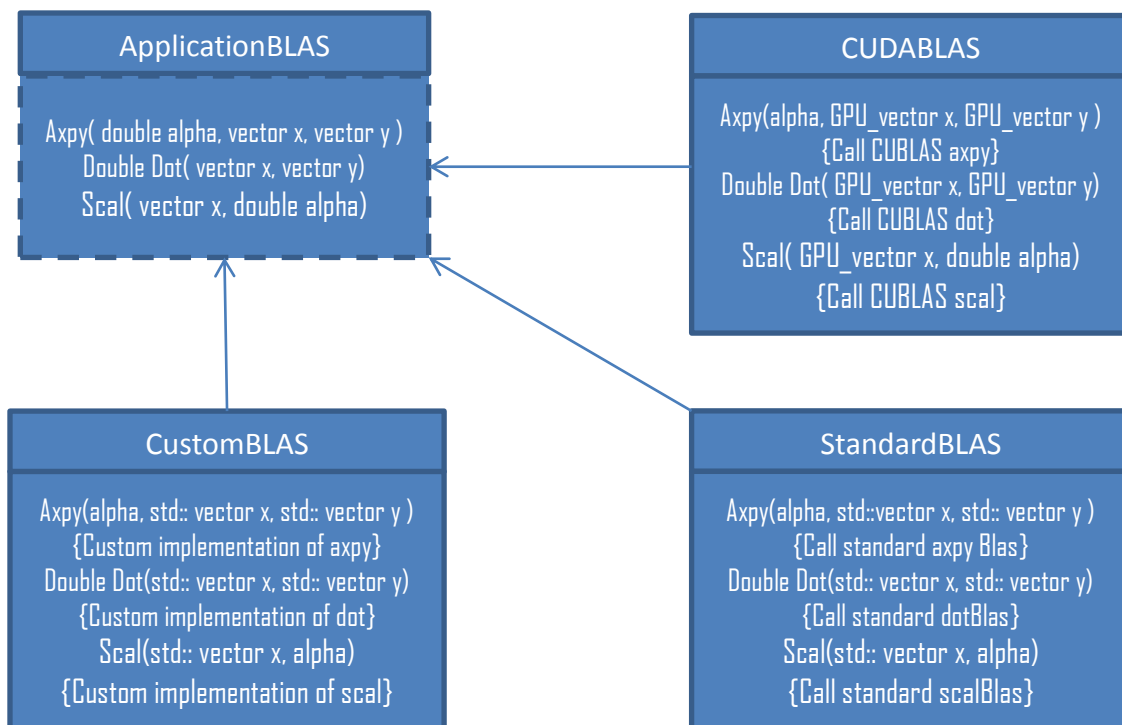 ApplicationBLAS
Axpy( double alpha, vector x, vector y )
Double Dot( vector x, vector y)
Scal( vector x, double alpha)
CUDABLAS
Axpy(alpha, GPU_vector x, GPU_vector y )
{Call CUBLAS axpy}
Double Dot( GPU_vector x, GPU_vector y)
{Call CUBLAS dot}
Scal( GPU_vector x, double alpha)
{Call CUBLAS scal}
CustomBLAS
Axpy(alpha, std:: vector x, std:: vector y )
{Custom implementation of axpy}
Double Dot(std:: vector x, std:: vector y)
{Custom implementation of dot}
Scal(std:: vector x, alpha)
{Custom implementation of scal}
StandardBLAS
Axpy(alpha, std::vector x, std:: vector y )
{Call standard axpy Blas}
Double Dot(std:: vector x, std:: vector y)
{Call standard dotBlas}
Scal(std:: vector x, alpha)
{Call standard scalBlas}